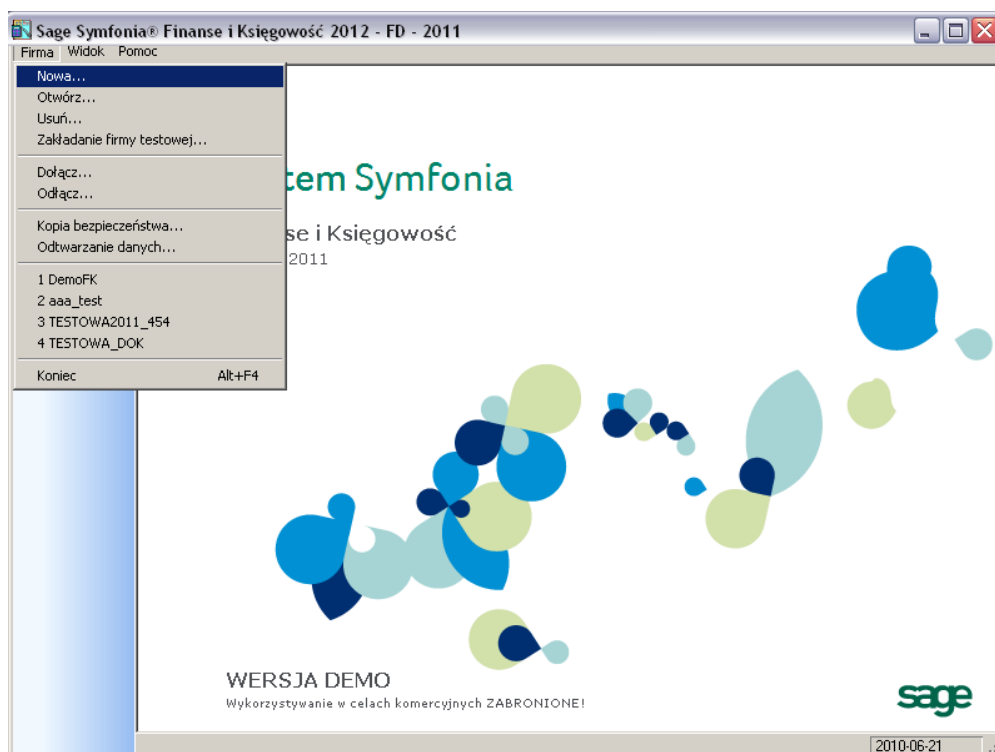 Sage Symfonia® Finanse i Księgowość 2012 - FD - 2011
Firma Widok Pomoc
Nowa...
Otwórz...
Usuń...
Zakładanie firmy testowej...
Dołącz...
Odłącz...
Kopia bezpieczeństwa...
Odtwarzanie danych...
1 DemoFK
2 aaa_test
3 TESTOWA2011_454
4 TESTOWA_DOK
Koniec Alt+F4
tem Symfonia
nse i Księgowość
2011
WERSJA DEMO
Wykorzystywanie w celach komercyjnych ZABRONIONE!
sage
2010-06-21